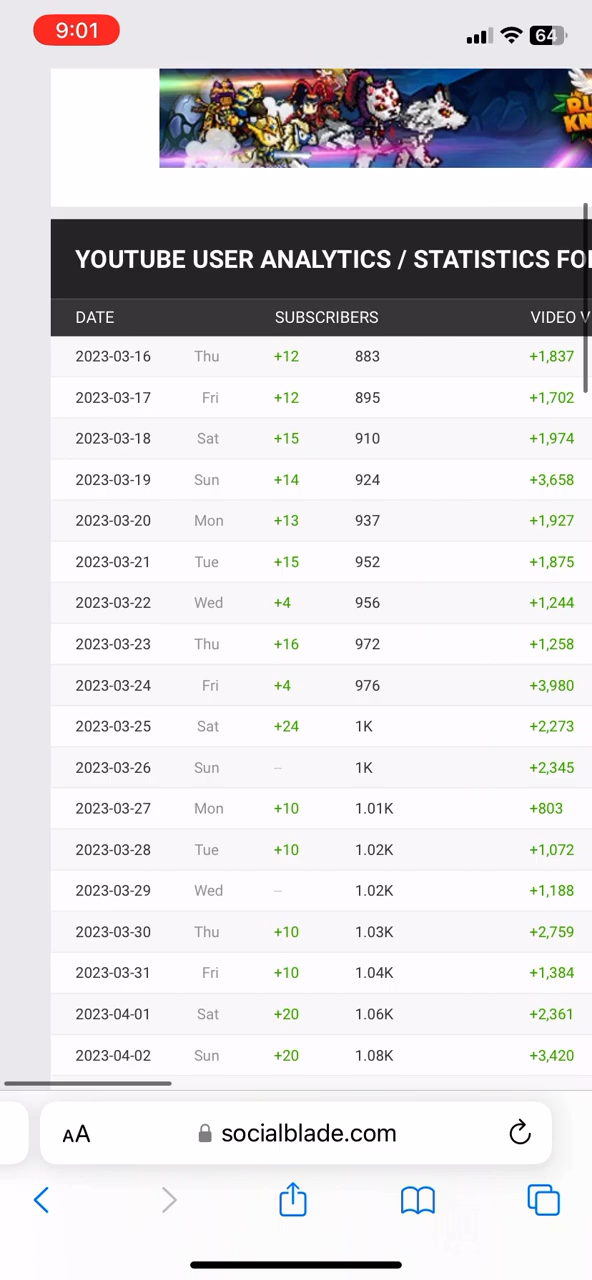 9:01
64
YOUTUBE USER ANALYTICS / STATISTICS FO
DATE SUBSCRIBERS VIDEO V
2023-03-16 Thu +12 883 +1,837
2023-03-17 Fri +12 895 +1,702
2023-03-18 Sat +15 910 +1,974
2023-03-19 Sun +14 924 +3,658
2023-03-20 Mon +13 937 +1,927
2023-03-21 Tue +15 952 +1,875
2023-03-22 Wed +4 956 +1,244
2023-03-23 Thu +16 972 +1,258
2023-03-24 Fri +4 976 +3,980
2023-03-25 Sat +24 1K +2,273
2023-03-26 Sun -- 1K +2,345
2023-03-27 Mon +10 1.01K +803
2023-03-28 Tue +10 1.02K +1,072
2023-03-29 Wed -- 1.02K +1,188
2023-03-30 Thu +10 1.03K +2,759
2023-03-31 Fri +10 1.04K +1,384
2023-04-01 Sat +20 1.06K +2,361
2023-04-02 Sun +20 1.08K +3,420
AA socialblade.com